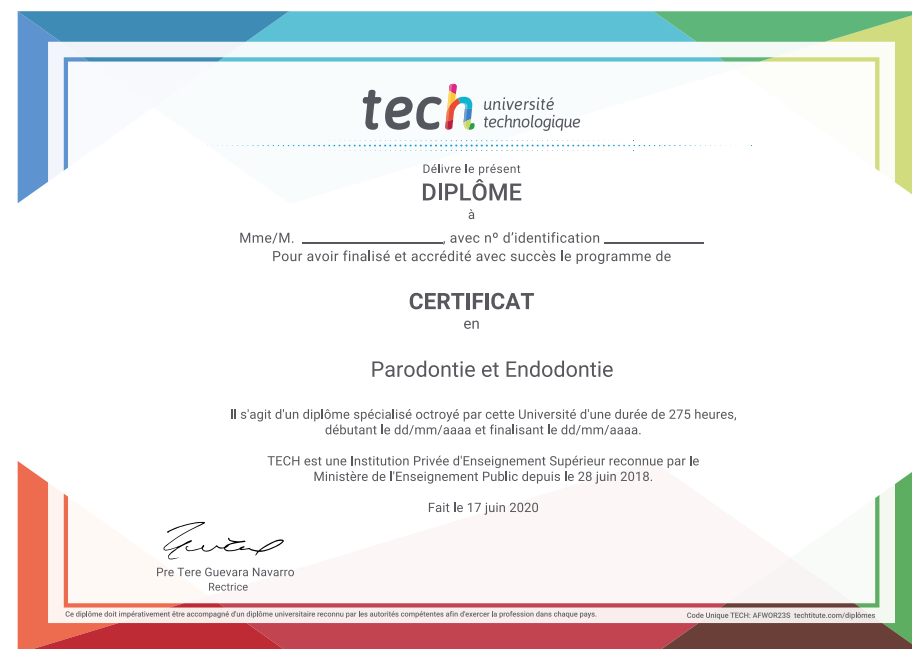 tech université
technologique
Délivre le présent
DIPLÔME
à
Mme/M. ____________________, avec nº d'identification ______________
Pour avoir finalisé et accrédité avec succès le programme de
CERTIFICAT
en
Parodontie et Endodontie
Il s'agit d'un diplôme spécialisé octroyé par cette Université d'une durée de 275 heures,
débutant le dd/mm/aaaa et finalisant le dd/mm/aaaa.
TECH est une Institution Privée d'Enseignement Supérieur reconnue par le
Ministère de l'Enseignement Public depuis le 28 juin 2018.
Fait le 17 juin 2020
Pre Tere Guevara Navarro
Rectrice
Ce diplôme doit impérativement être accompagné d'un diplôme universitaire reconnu par les autorités compétentes afin d'exercer la profession dans chaque pays.
Code Unique TECH: AFWOR23S techtitute.com/diplômes